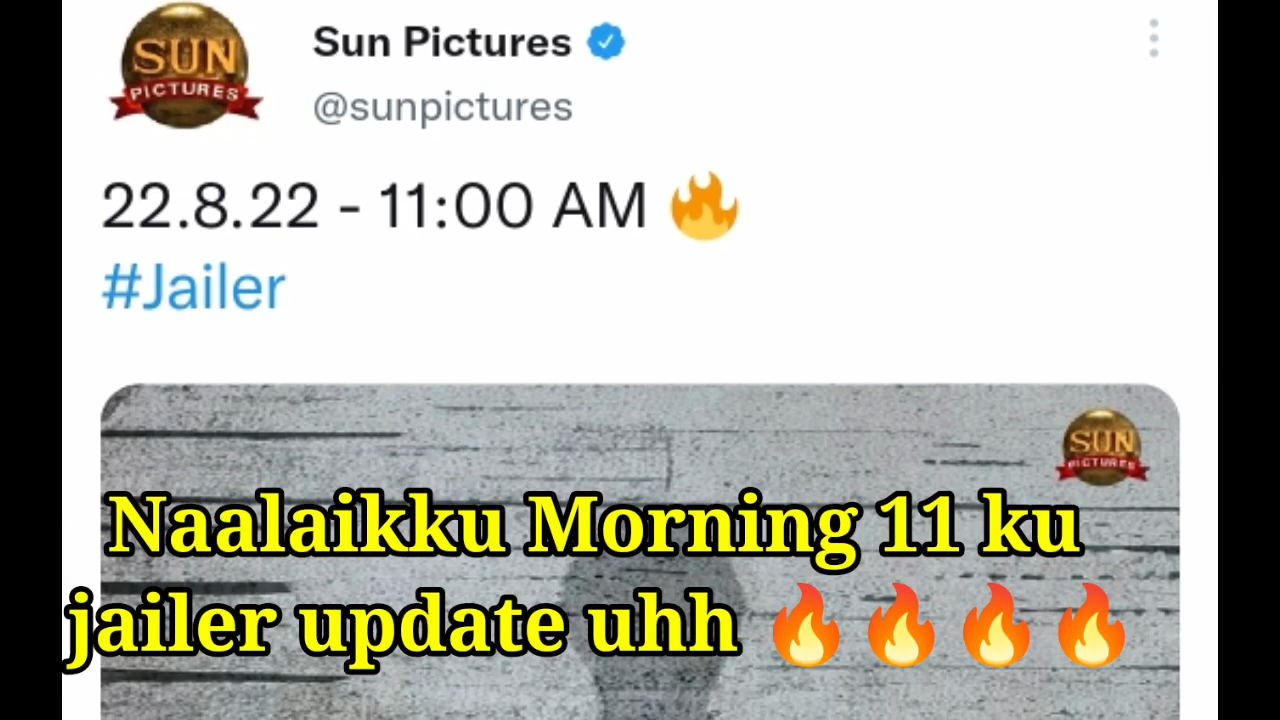 SUN
PICTURES
Sun Pictures
@sunpictures
22.8.22 - 11:00 AM 🔥
#Jailer
SUN
PICTURES
Naalaikku Morning 11 ku
jailer update uhh 🔥🔥🔥🔥